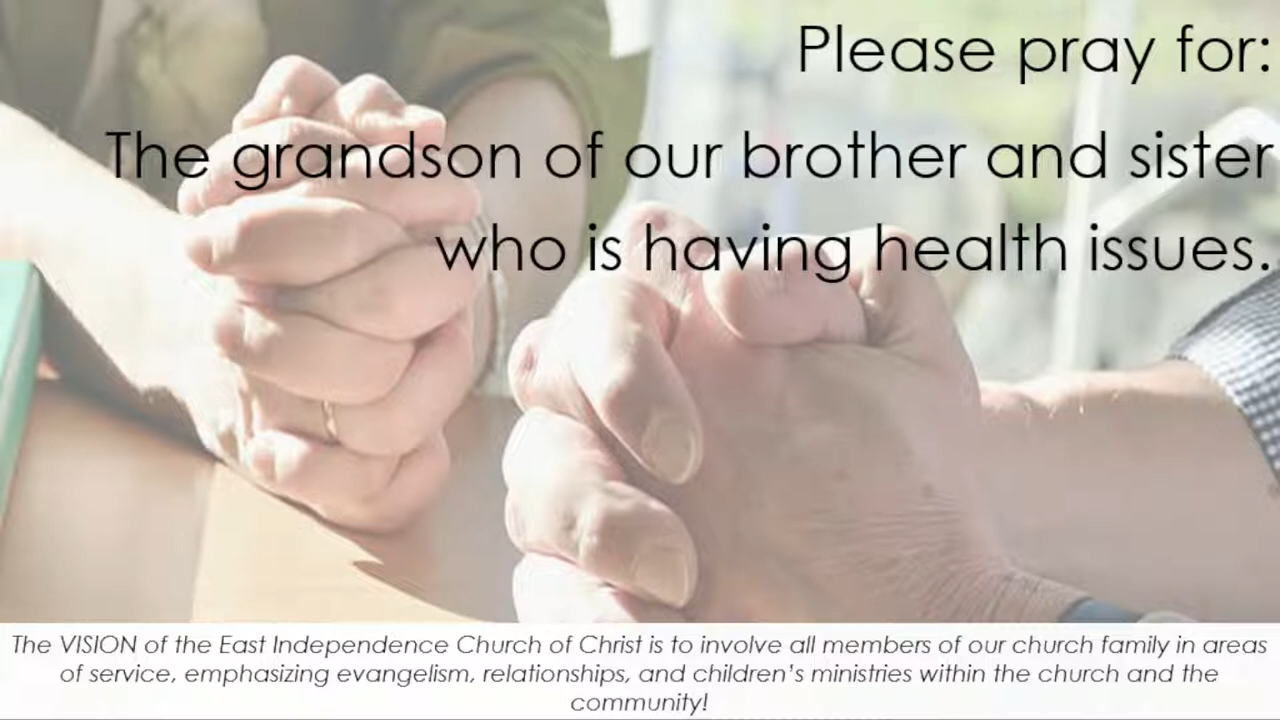 Please pray for:
The grandson of our brother and sister
who is having health issues.
The VISION of the East Independence Church of Christ is to involve all members of our church family in areas
of service, emphasizing evangelism, relationships, and children's ministries within the church and the
community!